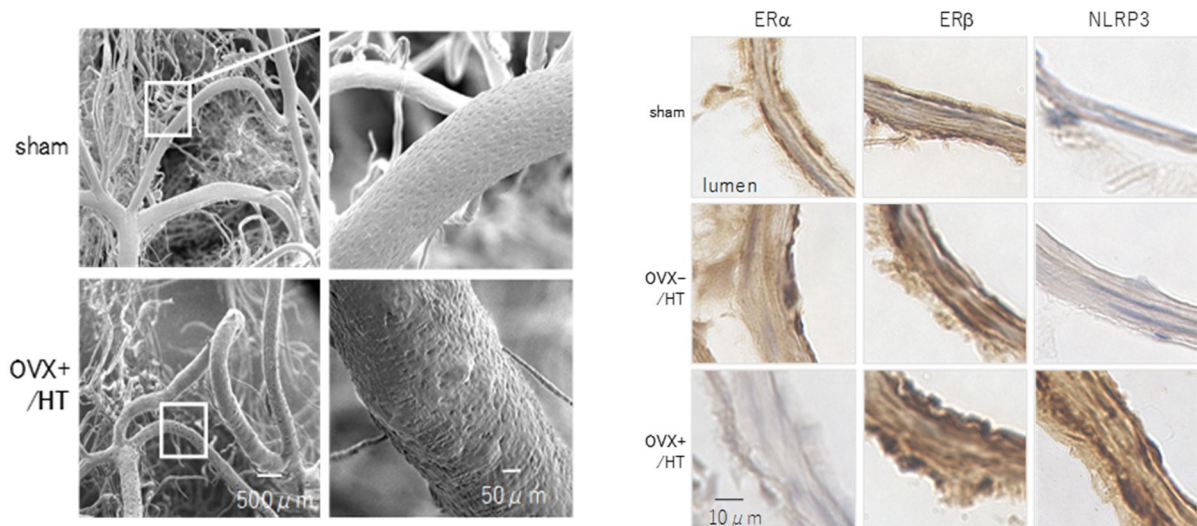 sham
OVX+
/HT
500 μm
50 μm
ERα
ERβ
NLRP3
sham
lumen
OVX−
/HT
OVX+
/HT
10 μm